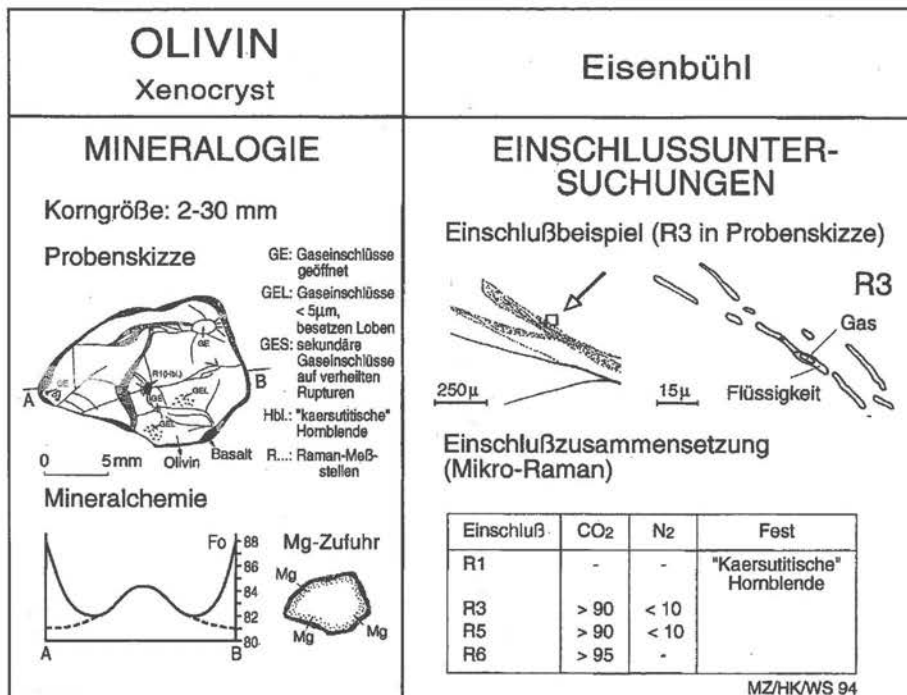 OLIVIN
Xenocryst
Eisenbühl
MINERALOGIE
Korngröße: 2-30 mm
Probenskizze
GE: Gaseinschlüsse
geöffnet
GEL: Gaseinschlüsse
< 5µm,
besetzen Loben
GES: sekundäre
Gaseinschlüsse
auf verheilten
Rupturen
Hbl.: "kaersutitische"
Hornblende
R...: Raman-Meß-
stellen
GE
GE
GEL
GE
GEL
A
B
Olivin
Basalt
0 5mm
Mineralchemie
Fo
88
86
84
82
80
A
B
Mg-Zufuhr
Mg
Mg
Mg
EINSCHLUSSUNTER-
SUCHUNGEN
Einschlußbeispiel (R3 in Probenskizze)
R3
Gas
Flüssigkeit
250µ
15µ
Einschlußzusammensetzung
(Mikro-Raman)
Einschluß CO2 N2 Fest
R1 - - "Kaersutitische"
Hornblende
R3 > 90 < 10
R5 > 90 < 10
R6 > 95 -
MZ/HK/WS 94